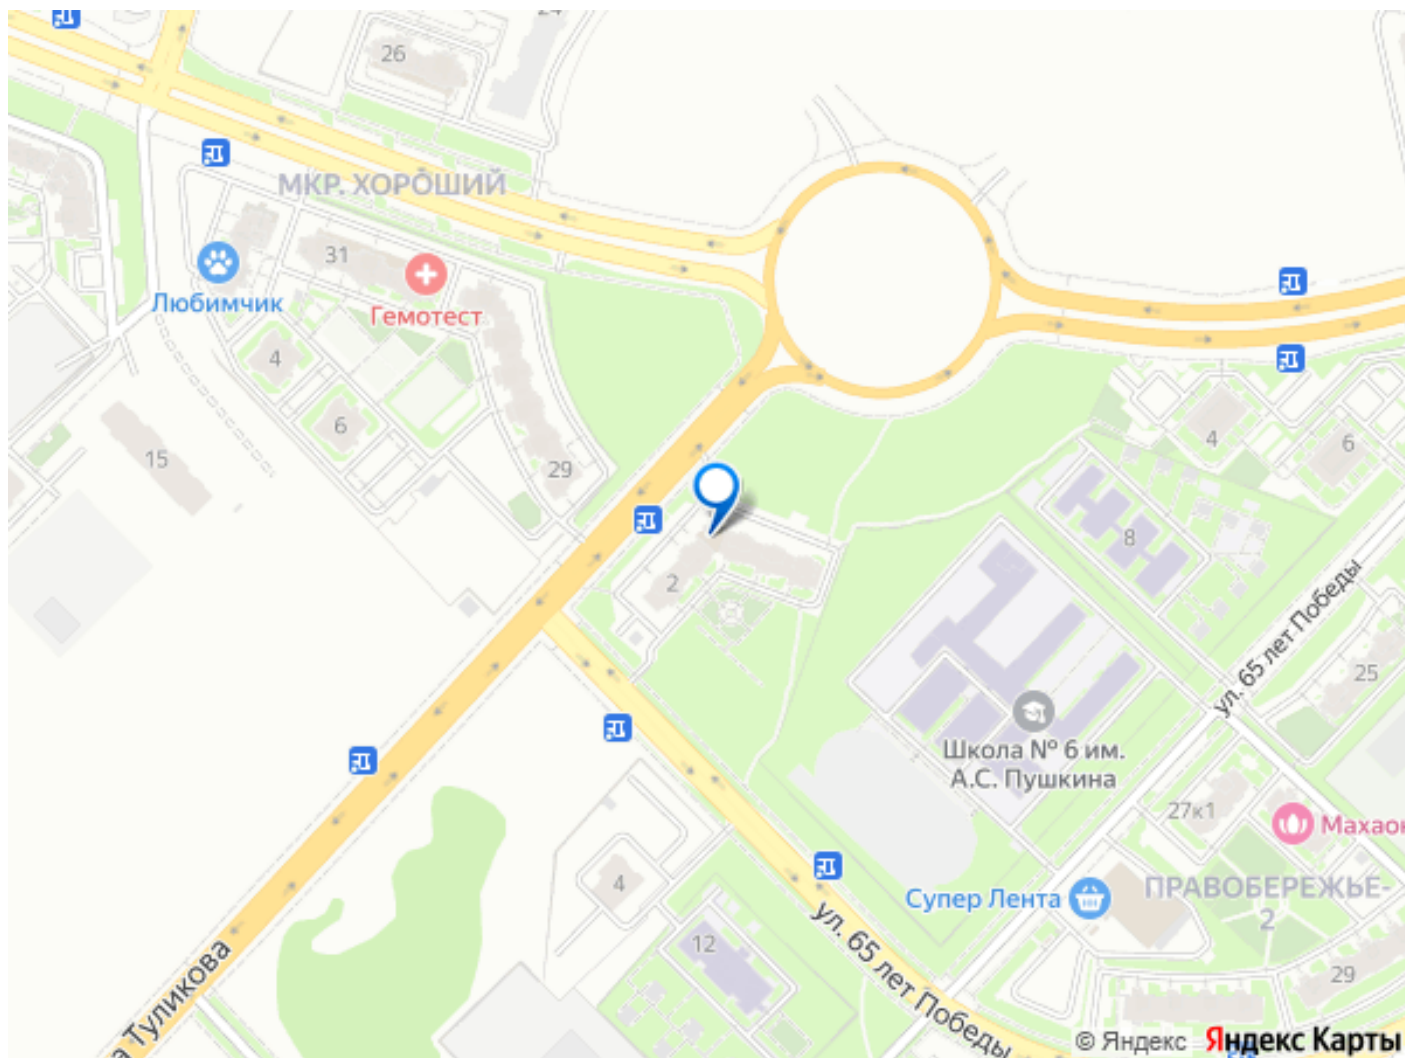 24
26
МКР. ХОРОШИЙ
31
Любимчик
Гемотест
4
6
15
29
2
4
6
8
ул. 65 лет Победы
25
Школа № 6 им.
А.С. Пушкина
27к1
Махаон
Супер Лента
ПРАВОБЕРЕЖЬЕ-
2
4
12
ул. 65 лет Победы
29
а Туликова
© Яндекс Яндекс Карты